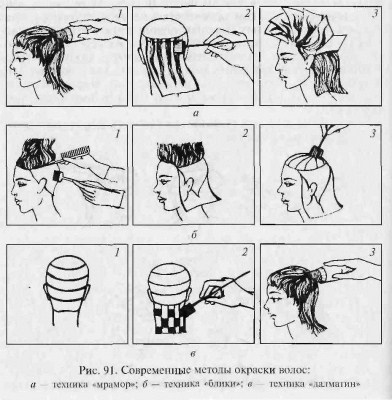 1 2 3
а
1 2 3
б
1 2 3
в
Рис. 91. Современные методы окраски волос:
а — техника «мрамор»; б — техника «блики»; в — техника «далматин»